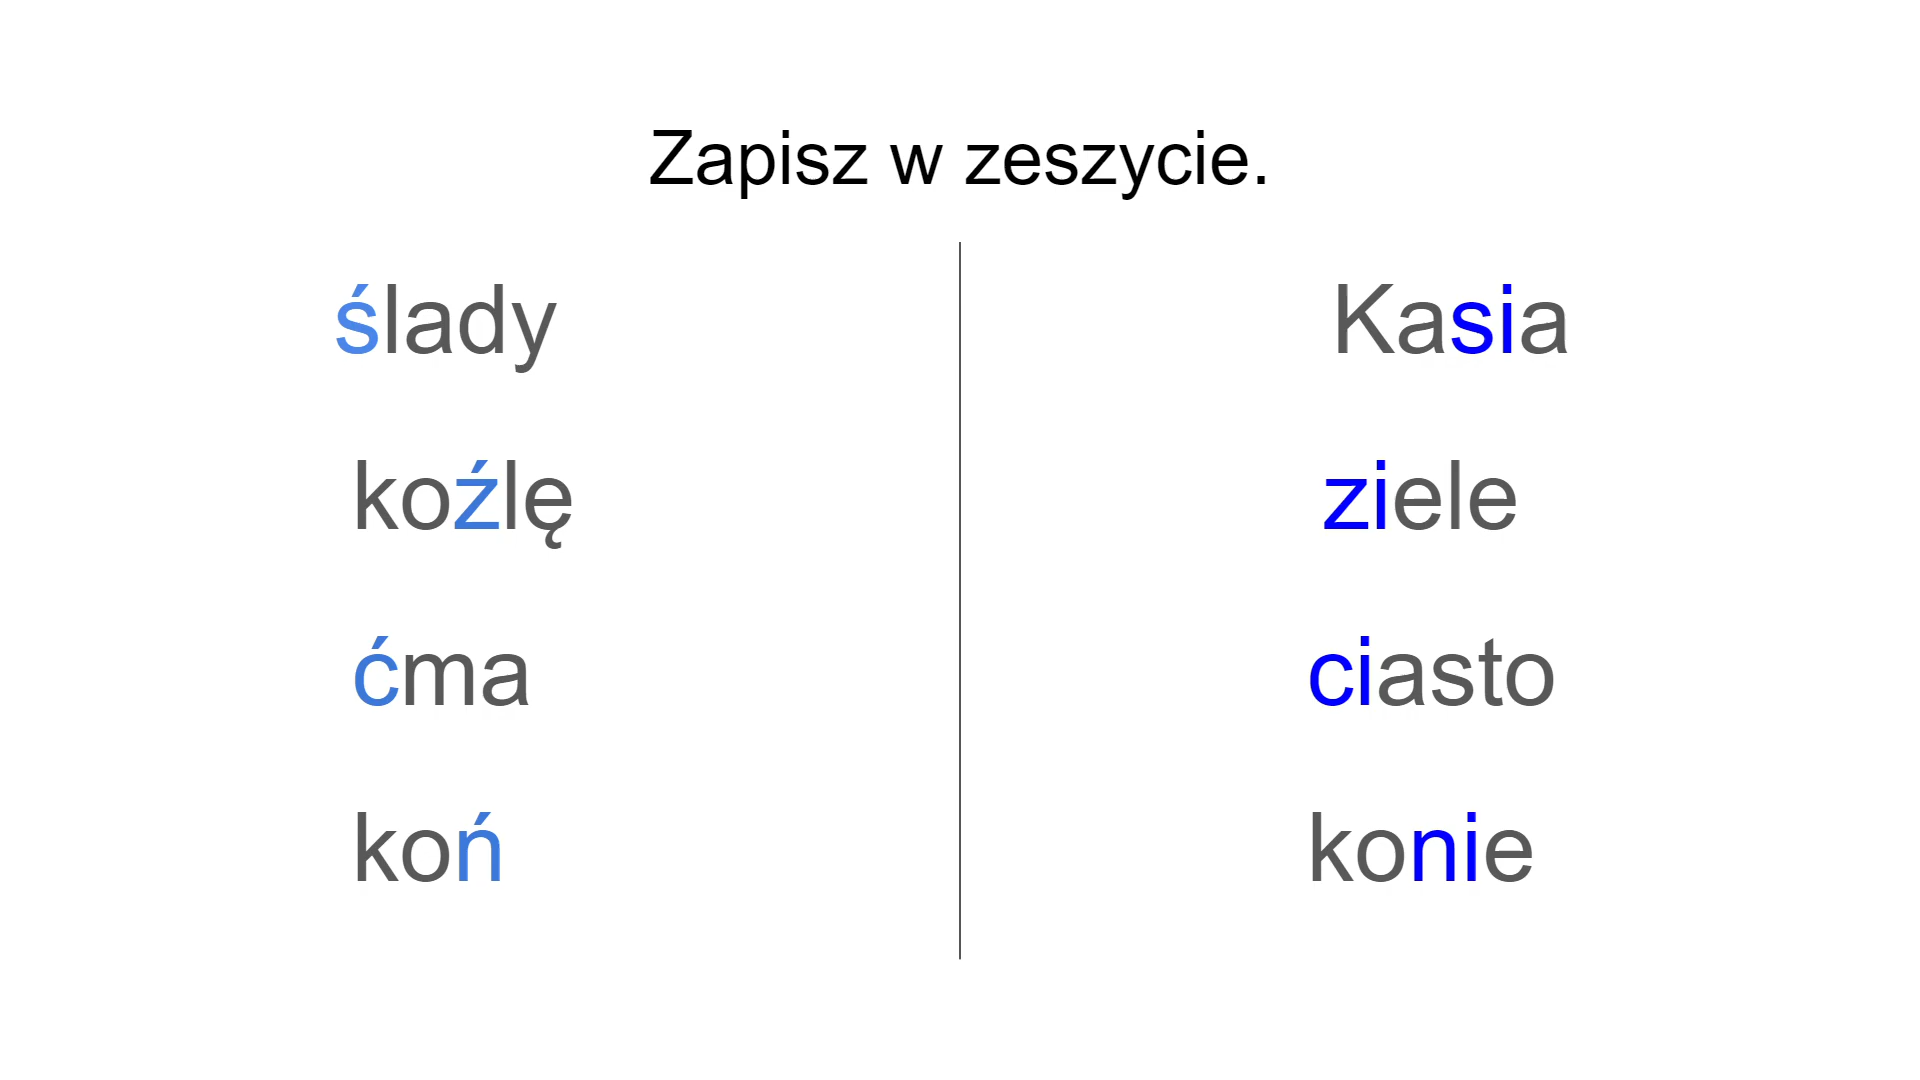 Zapisz w zeszycie.
ślady
koźlę
ćma
koń
Kasia
ziele
ciasto
konie